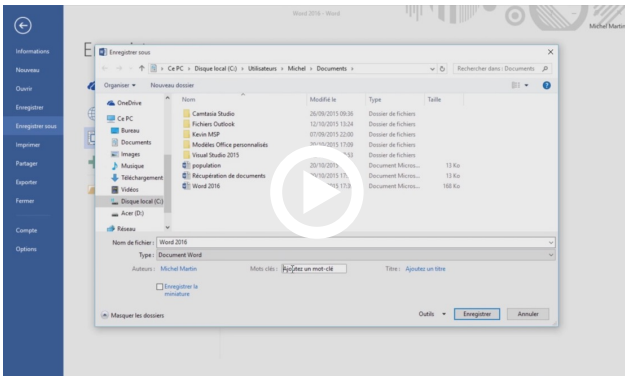 Word 2016 - Word
Michel Martin
Informations
Nouveau
Ouvrir
Enregistrer
Enregistrer sous
Imprimer
Partager
Exporter
Fermer
Compte
Options
Enregistrer sous
Ce PC › Disque local (C:) › Utilisateurs › Michel › Documents ›
Rechercher dans : Documents
Organiser Nouveau dossier
OneDrive
Ce PC
Bureau
Documents
Images
Musique
Téléchargement
Vidéos
Disque local (C:)
Acer (D:)
Réseau
Nom Modifié le Type Taille
Camtasia Studio 26/09/2015 09:36 Dossier de fichiers
Fichiers Outlook 12/10/2015 13:24 Dossier de fichiers
Kevin MSP 07/09/2015 22:00 Dossier de fichiers
Modèles Office personnalisés 20/10/2015 17:09 Dossier de fichiers
Visual Studio 2015 Dossier de fichiers
population 20/10/2015 Document Micros... 13 Ko
Récupération de documents Document Micros... 13 Ko
Word 2016 Document Micros... 168 Ko
Nom de fichier : Word 2016
Type : Document Word
Auteurs : Michel Martin Mots clés : Ajoutez un mot-clé Titre : Ajoutez un titre
Enregistrer la
miniature
Masquer les dossiers Outils Enregistrer Annuler